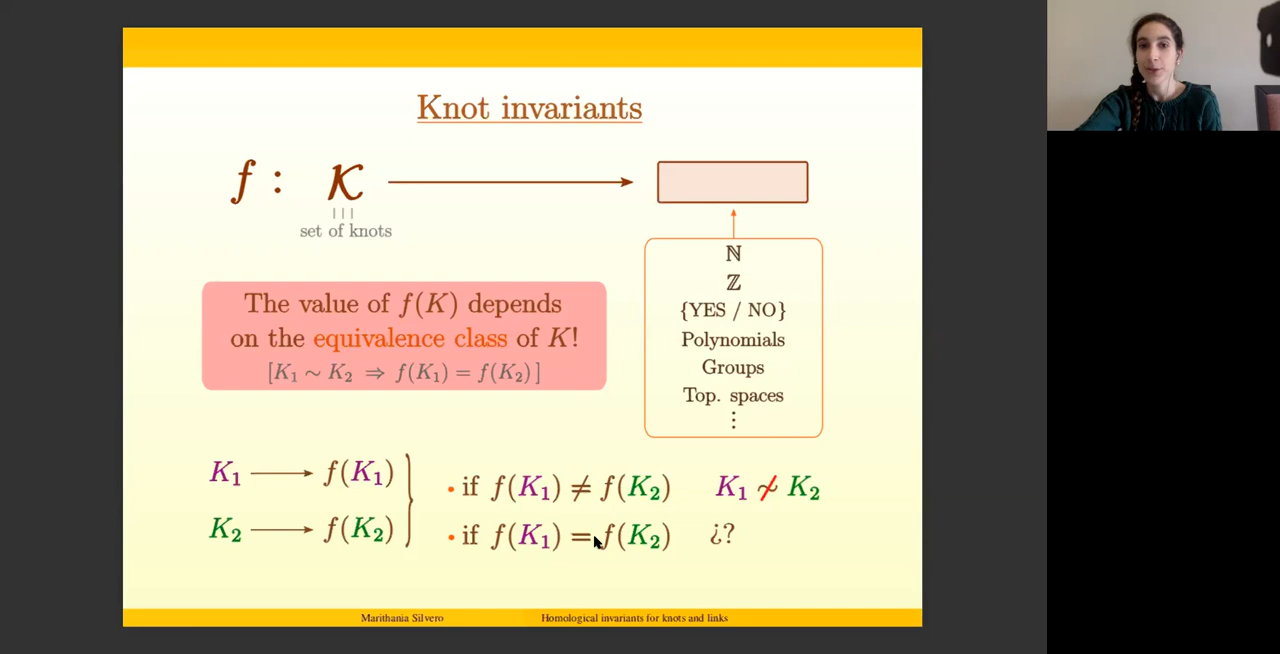 Knot invariants
f : 𝒦
set of knots
ℕ
ℤ
{YES / NO}
Polynomials
Groups
Top. spaces
⋮
The value of f(K) depends
on the equivalence class of K!
[K₁ ∼ K₂ ⇒ f(K₁) = f(K₂)]
K₁ ⟶ f(K₁)
K₂ ⟶ f(K₂)
• if f(K₁) ≠ f(K₂) K₁ ≁ K₂
• if f(K₁) = f(K₂) ¿?
Marithania Silvero Homological invariants for knots and links